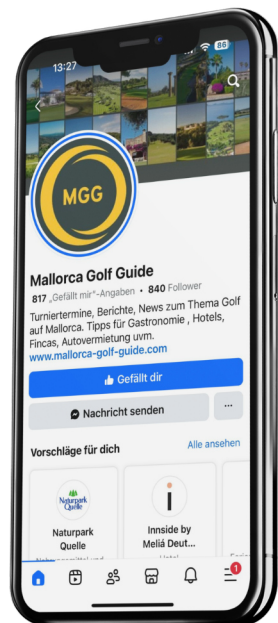 13:27
86
MGG
Mallorca Golf Guide
817 „Gefällt mir“-Angaben • 840 Follower
Turniertermine, Berichte, News zum Thema Golf
auf Mallorca. Tipps für Gastronomie , Hotels,
Fincas, Autovermietung uvm.
www.mallorca-golf-guide.com
Gefällt dir
Nachricht senden
Vorschläge für dich
Alle ansehen
Naturpark
Quelle
Naturpark
Quelle
Innside by
Meliá Deut...
Hotel
1